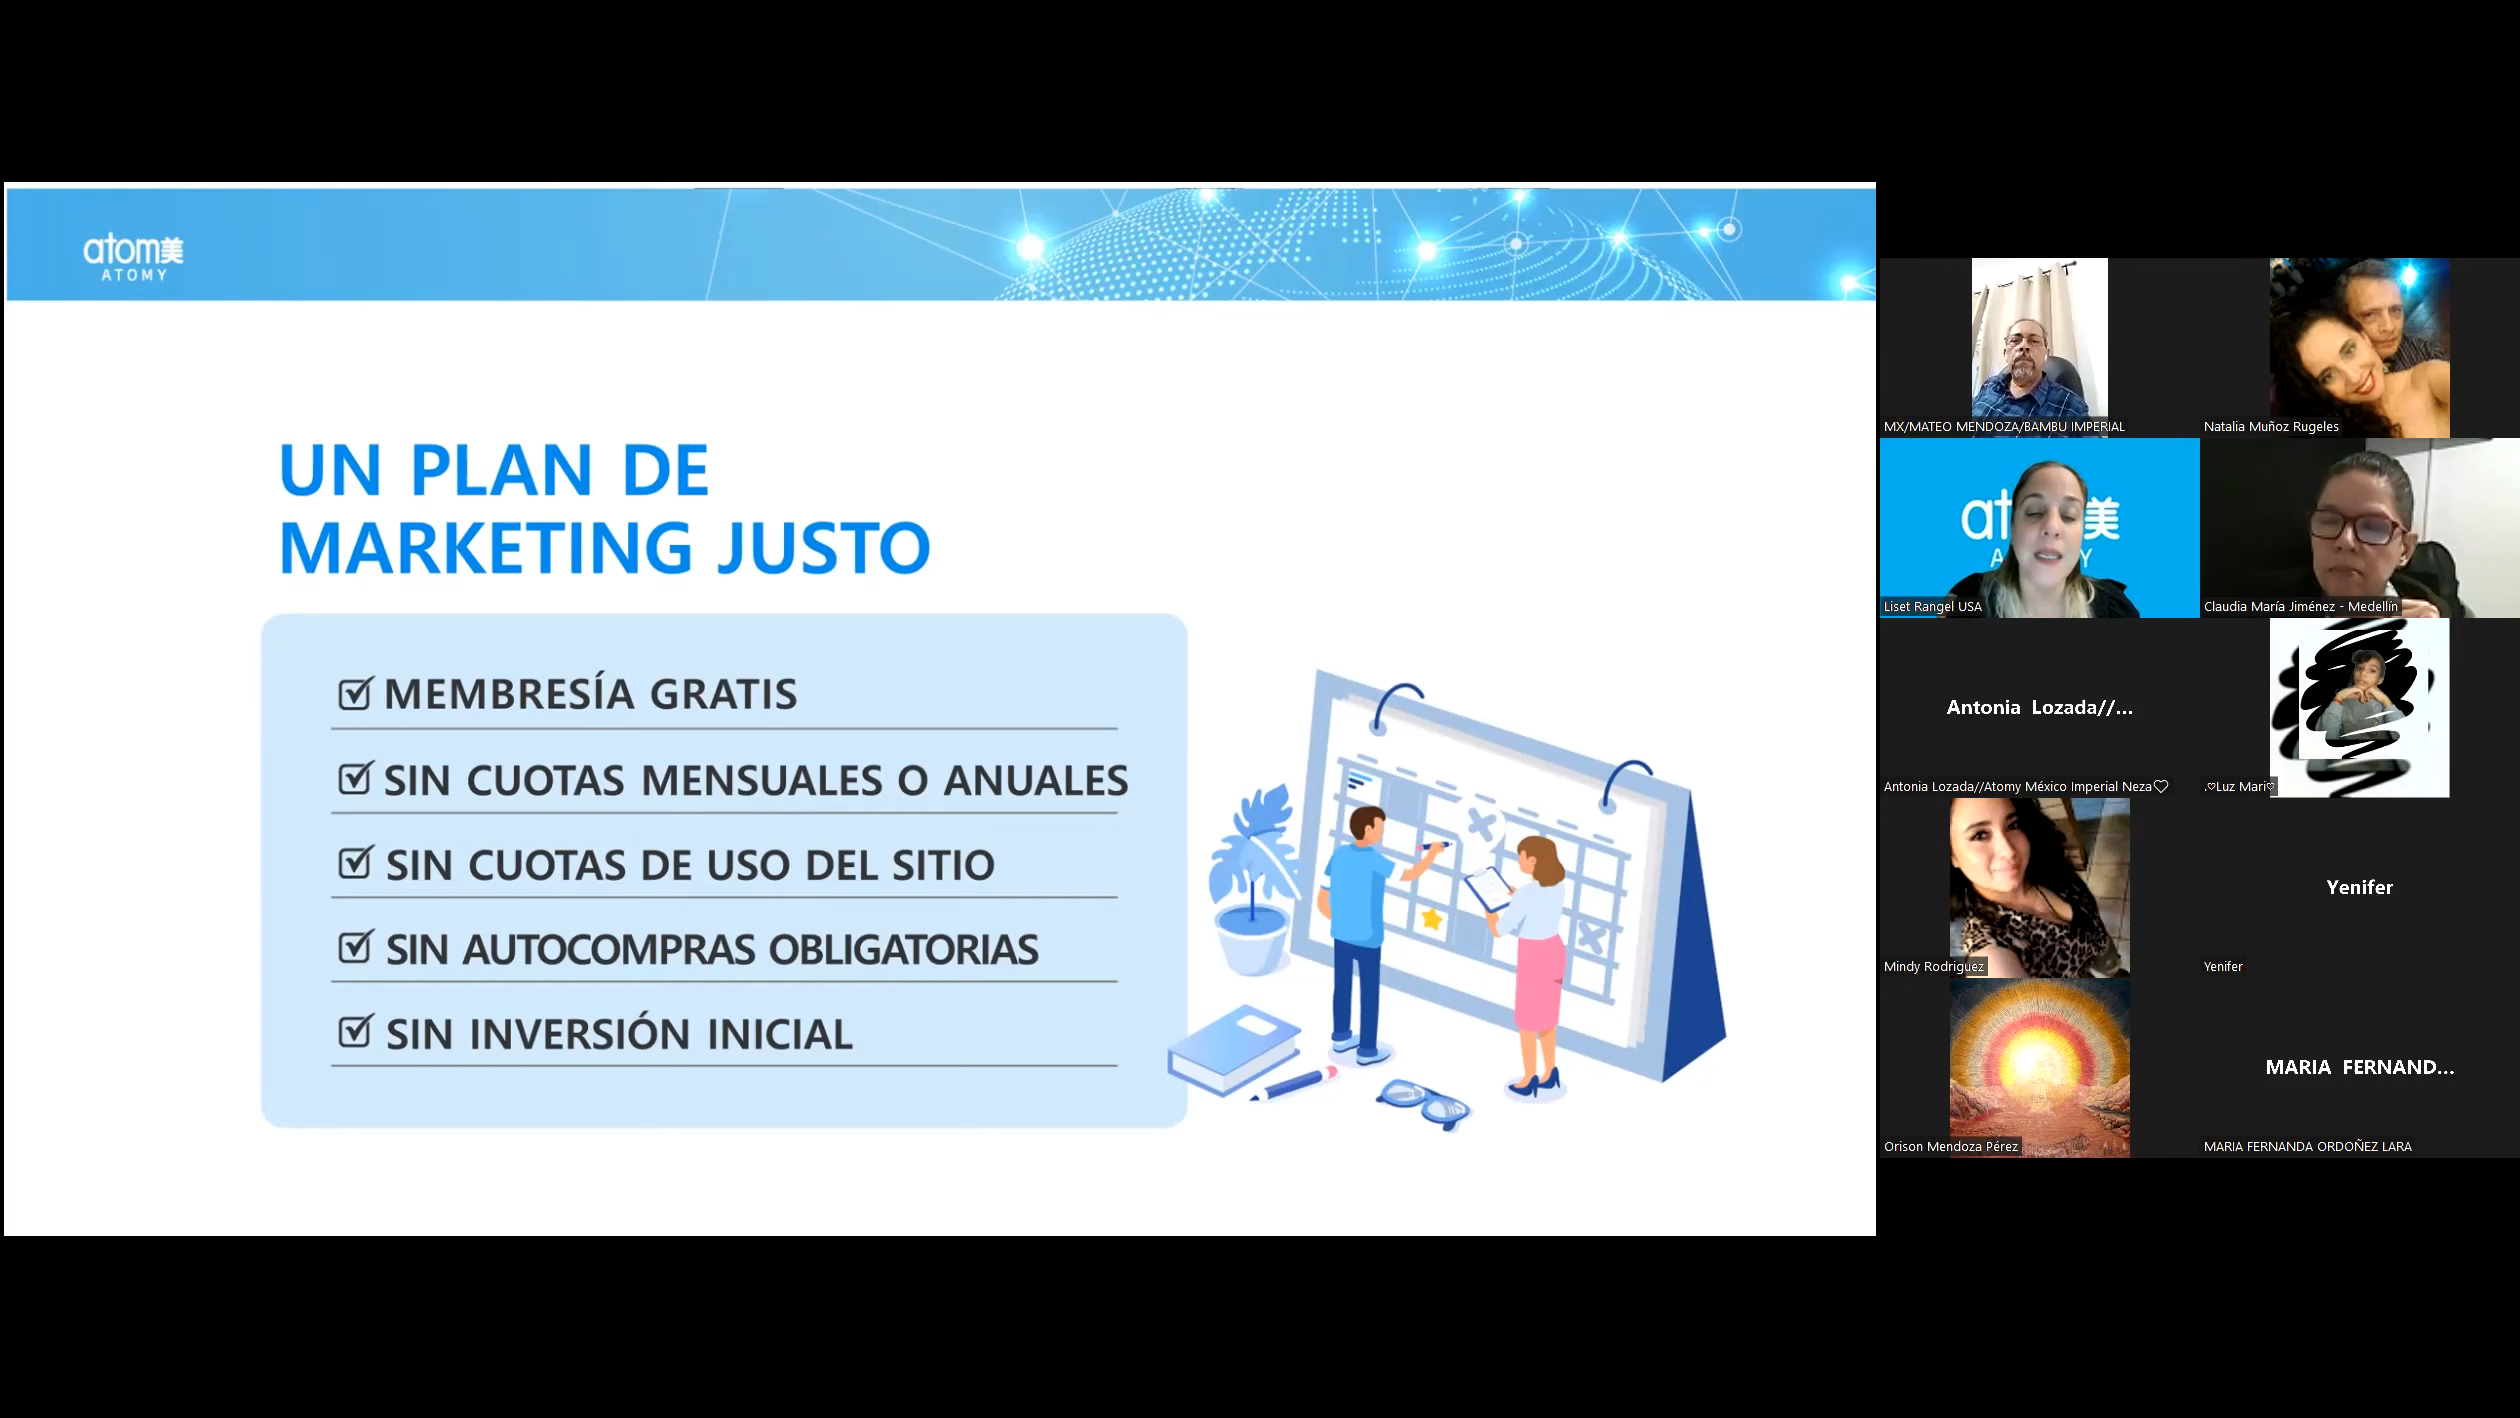 atom美
ATOMY
UN PLAN DE
MARKETING JUSTO
MEMBRESÍA GRATIS
SIN CUOTAS MENSUALES O ANUALES
SIN CUOTAS DE USO DEL SITIO
SIN AUTOCOMPRAS OBLIGATORIAS
SIN INVERSIÓN INICIAL
MX/MATEO MENDOZA/BAMBU IMPERIAL
Natalia Muñoz Rugeles
at 美
A Y
Liset Rangel USA
Claudia María Jiménez - Medellín
Antonia Lozada//...
Antonia Lozada//Atomy México Imperial Neza♡
.♡Luz Mari♡
Mindy Rodriguez
Yenifer
Yenifer
Orison Mendoza Pérez
MARIA FERNAND...
MARIA FERNANDA ORDOÑEZ LARA